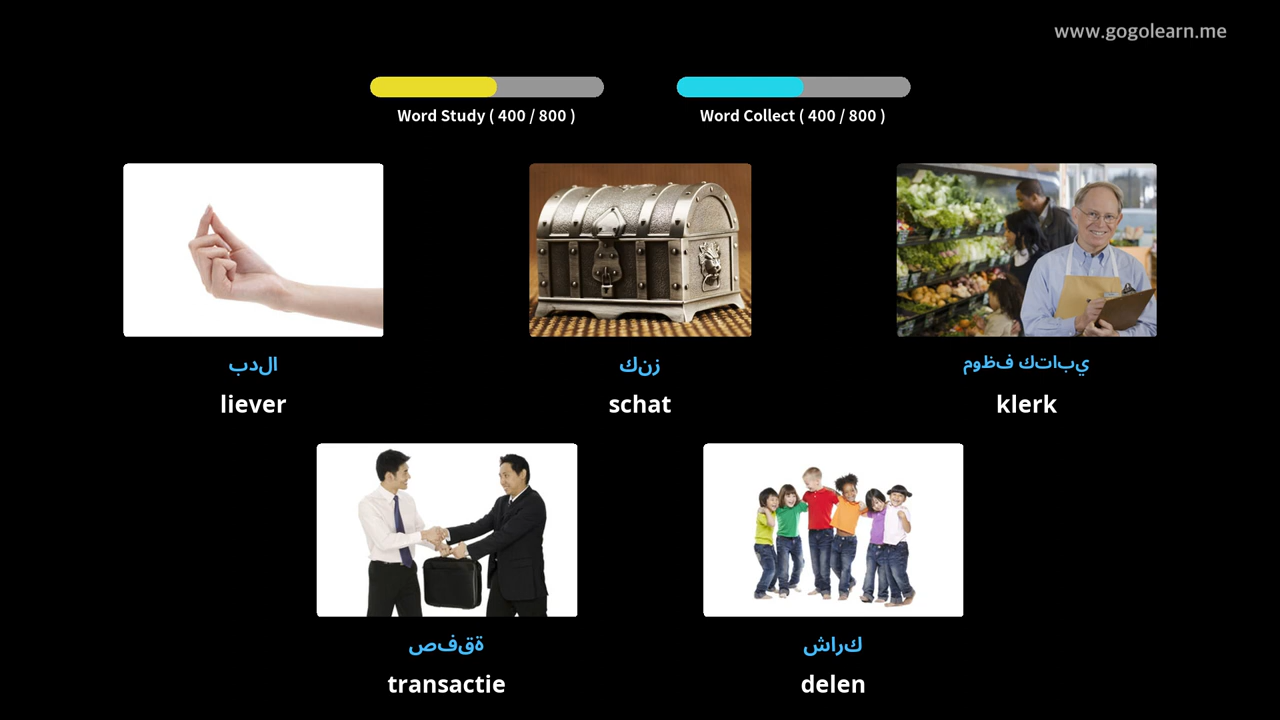 www.gogolearn.me
Word Study ( 400 / 800 )
Word Collect ( 400 / 800 )
الدب
زنك
يباتك فظوم
liever
schat
klerk
ةقفص
كراش
transactie
delen